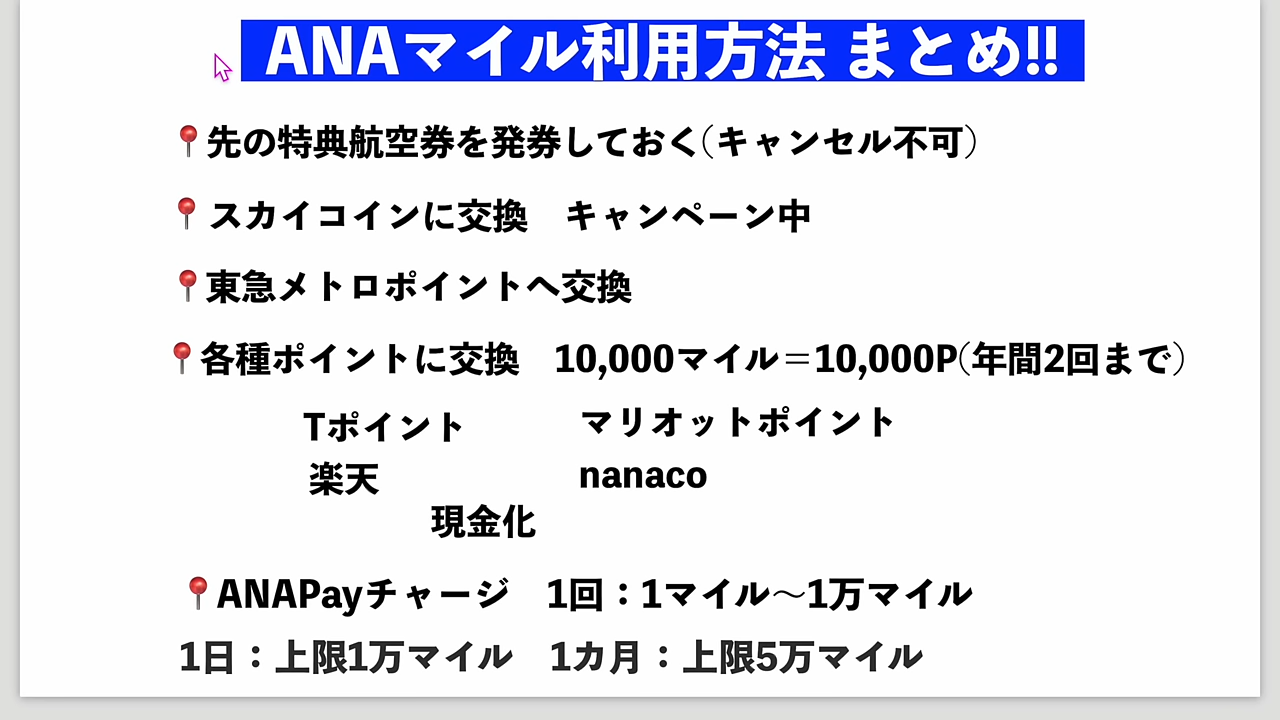 ANAマイル利用方法 まとめ!!
先の特典航空券を発券しておく(キャンセル不可)
スカイコインに交換　キャンペーン中
東急メトロポイントへ交換
各種ポイントに交換　10,000マイル＝10,000P(年間2回まで)
Tポイント　マリオットポイント
楽天　nanaco
現金化
ANAPayチャージ　1回：1マイル～1万マイル
1日：上限1万マイル　1カ月：上限5万マイル